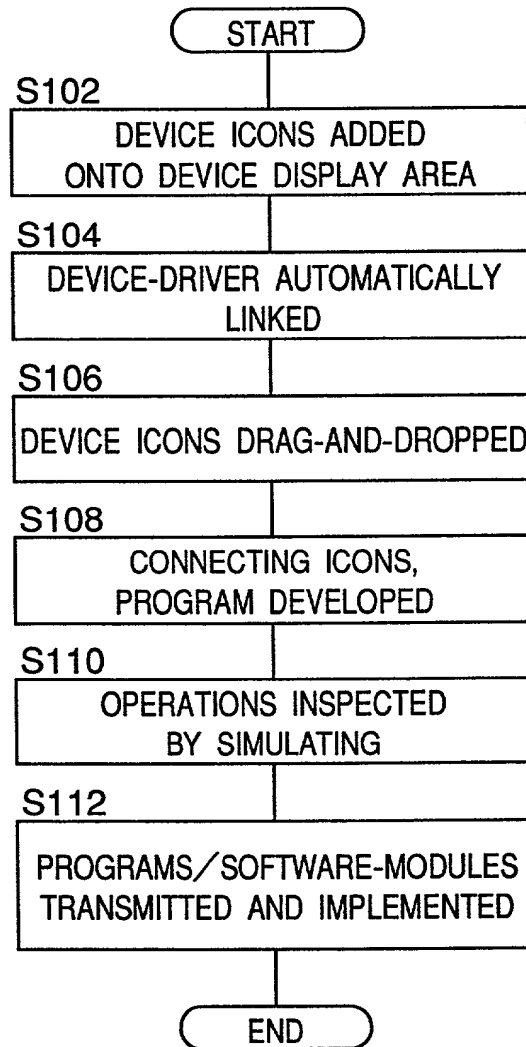 START
S102
DEVICE ICONS ADDED
ONTO DEVICE DISPLAY AREA
S104
DEVICE-DRIVER AUTOMATICALLY
LINKED
S106
DEVICE ICONS DRAG-AND-DROPPED
S108
CONNECTING ICONS,
PROGRAM DEVELOPED
S110
OPERATIONS INSPECTED
BY SIMULATING
S112
PROGRAMS/SOFTWARE-MODULES
TRANSMITTED AND IMPLEMENTED
END